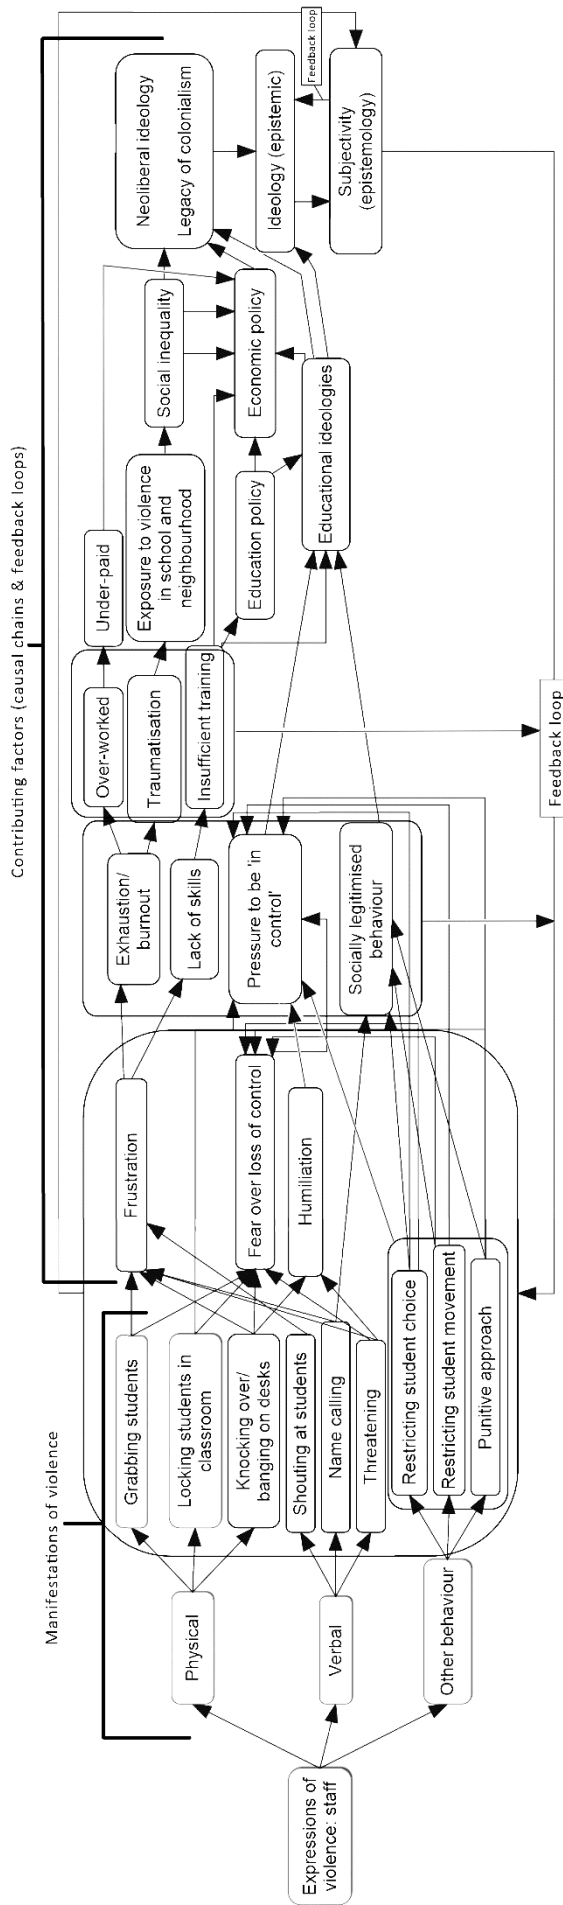 Manifestations of violence
Contributing factors (causal chains & feedback loops)
Expressions of
violence: staff
Physical
Verbal
Other behaviour
Grabbing students
Locking students in
classroom
Knocking over/
banging on desks
Shouting at students
Name calling
Threatening
Restricting student choice
Restricting student movement
Punitive approach
Frustration
Fear over loss of control
Humiliation
Exhaustion/
burnout
Lack of skills
Pressure to be 'in
control'
Socially legitimised
behaviour
Over-worked
Traumatisation
Insufficient training
Under-paid
Exposure to violence
in school and
neighbourhood
Education policy
Educational ideologies
Social inequality
Economic policy
Neoliberal ideology
Legacy of colonialism
Ideology (epistemic)
Subjectivity
(epistemology)
Feedback loop
Feedback loop